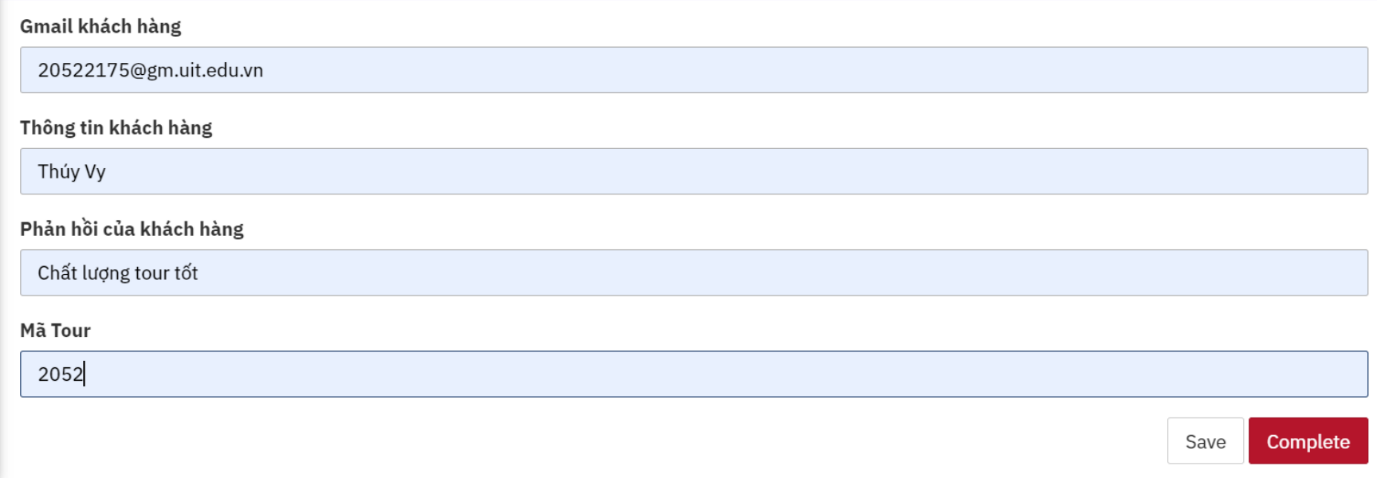 Gmail khách hàng
20522175@gm.uit.edu.vn
Thông tin khách hàng
Thúy Vy
Phản hồi của khách hàng
Chất lượng tour tốt
Mã Tour
2052
Save Complete